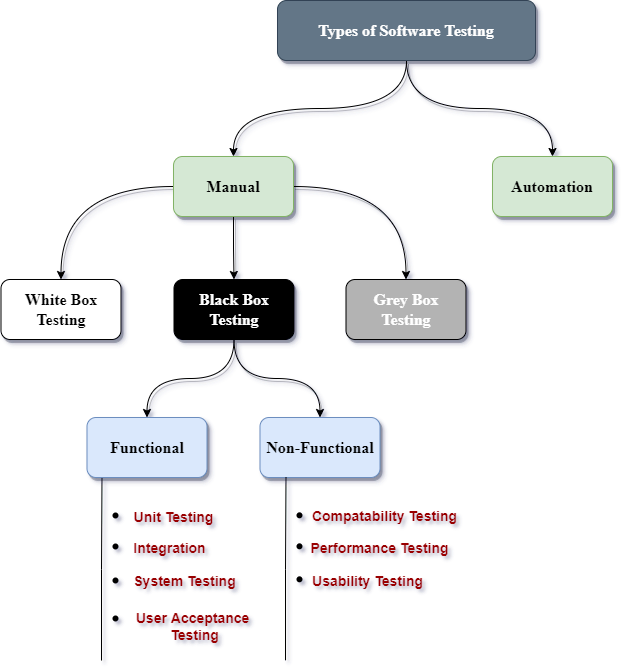 Types of Software Testing
Manual
Automation
White Box
Testing
Black Box
Testing
Grey Box
Testing
Functional
Non-Functional
Unit Testing
Integration
System Testing
User Acceptance
Testing
Compatability Testing
Performance Testing
Usability Testing